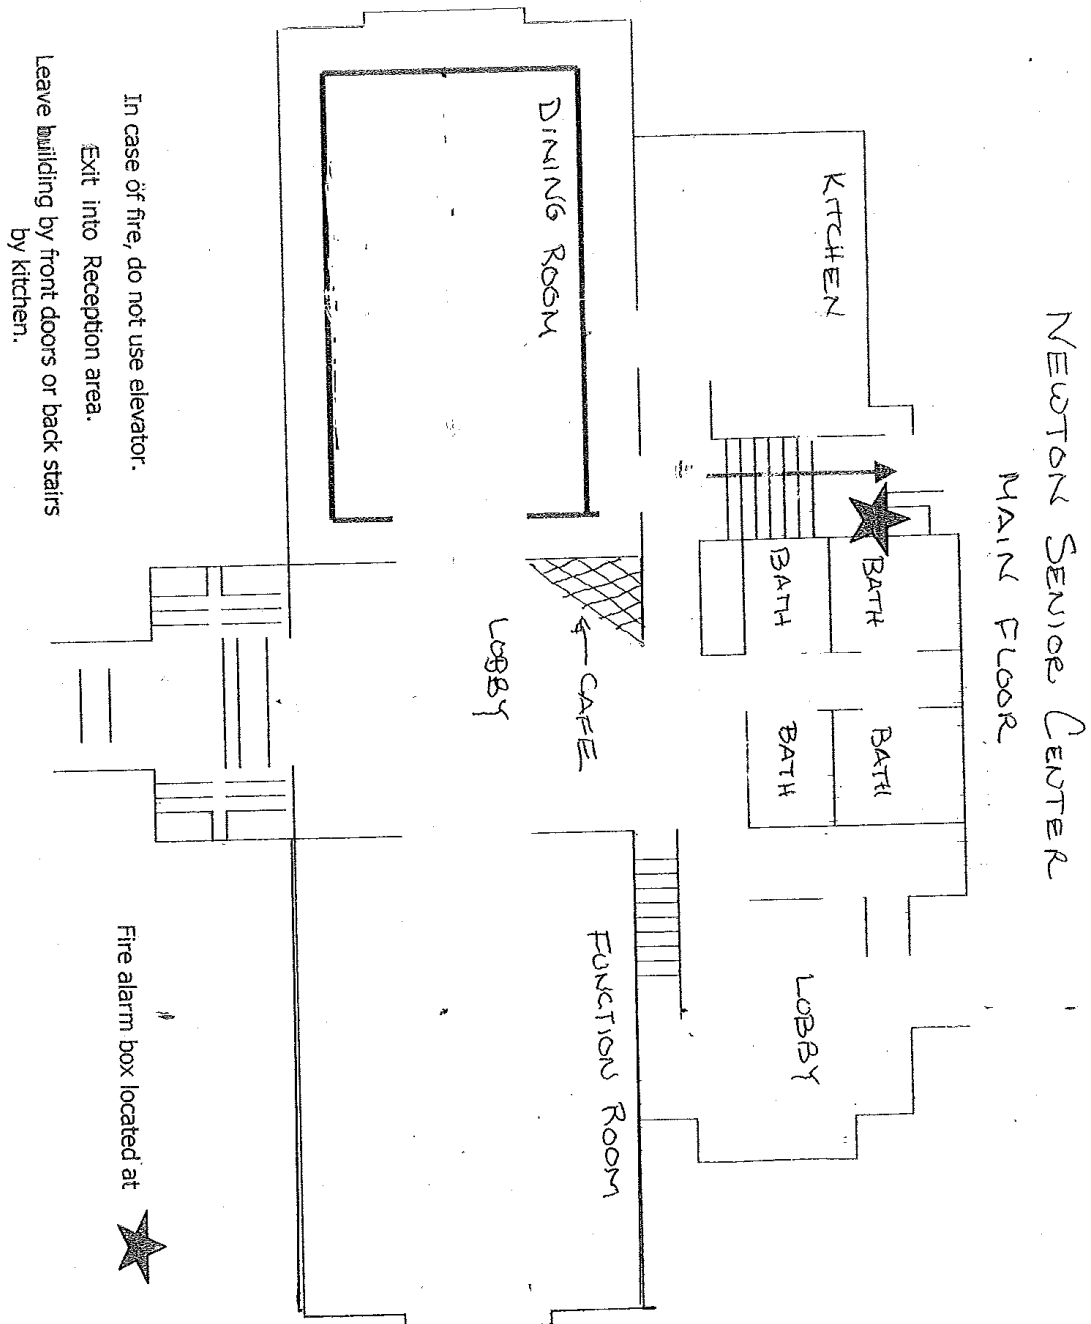 NEWTON SENIOR CENTER
MAIN FLOOR
KITCHEN
BATH
BATH
BATH
BATH
LOBBY
DINING ROOM
← CAFE
LOBBY
FUNCTION ROOM
In case of fire, do not use elevator.
Exit into Reception area.
Leave building by front doors or back stairs
by kitchen.
Fire alarm box located at